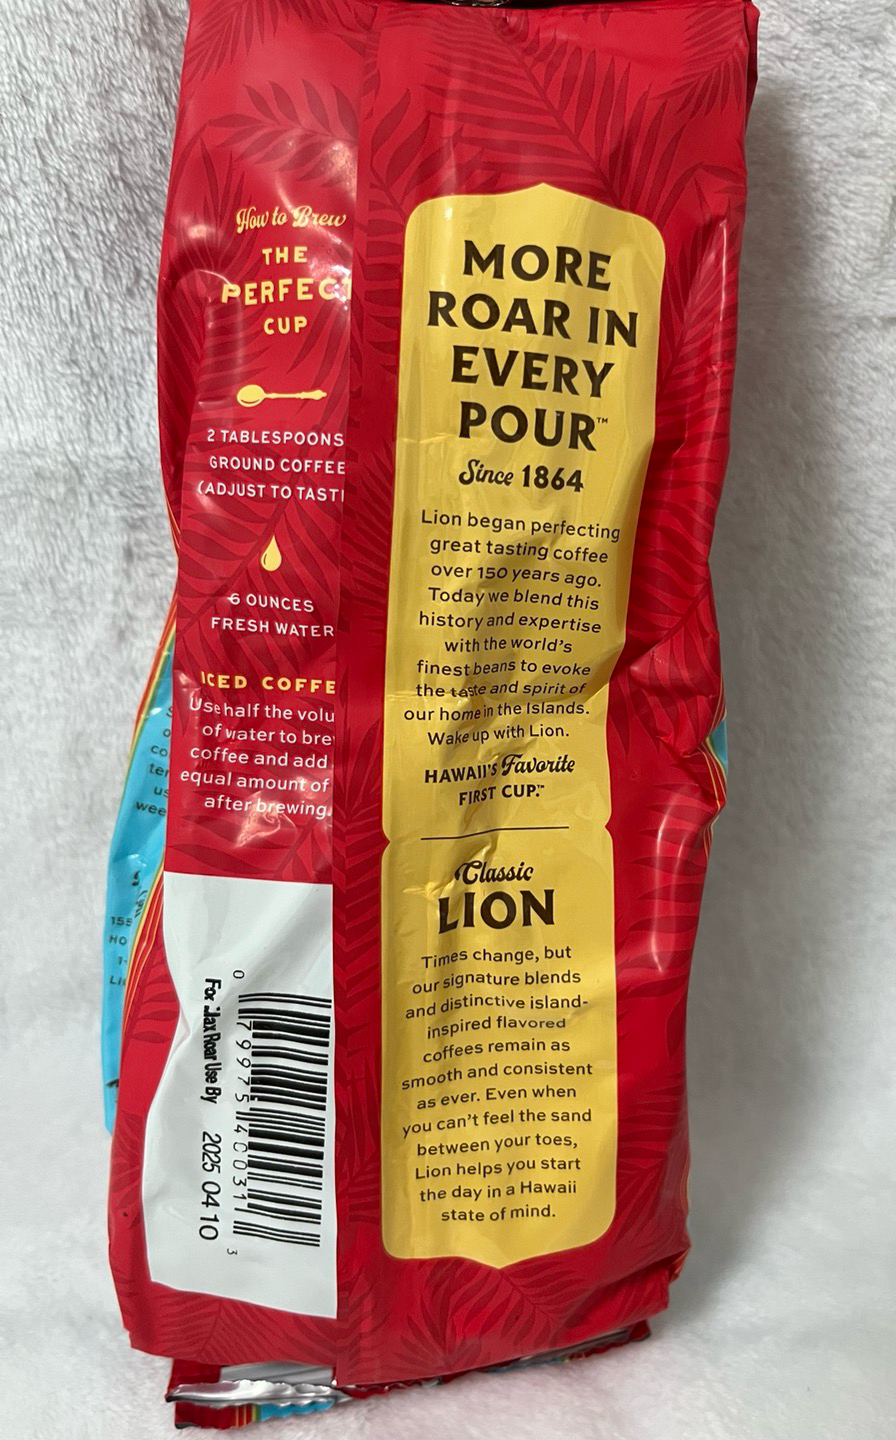 How to Brew
THE
PERFECT
CUP
2 TABLESPOONS
GROUND COFFEE
(ADJUST TO TAST
6 OUNCES
FRESH WATER
ICED COFFE
Use half the volu
of water to bre
coffee and add
equal amount of
after brewing.
MORE
ROAR IN
EVERY
POUR™
Since 1864
Lion began perfecting
great tasting coffee
over 150 years ago.
Today we blend this
history and expertise
with the world's
finest beans to evoke
the taste and spirit of
our home in the Islands.
Wake up with Lion.
HAWAII'S Favorite
FIRST CUP.™
Classic
LION
Times change, but
our signature blends
and distinctive island-
inspired flavored
coffees remain as
smooth and consistent
as ever. Even when
you can't feel the sand
between your toes,
Lion helps you start
the day in a Hawaii
state of mind.
For Max Roar Use By 2025 04 10
0 79975 40031 3
155
HO
1-